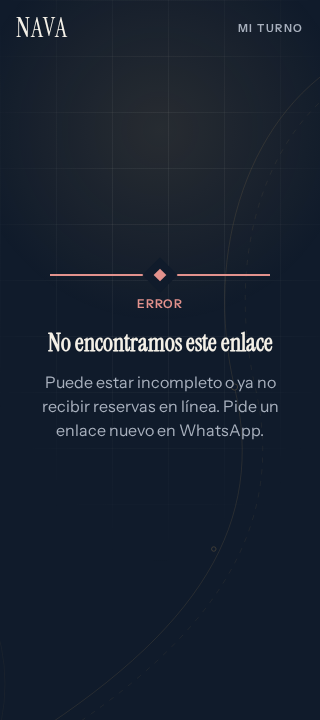 NAVA
MI TURNO
ERROR
No encontramos este enlace
Puede estar incompleto o ya no
recibir reservas en línea. Pide un
enlace nuevo en WhatsApp.